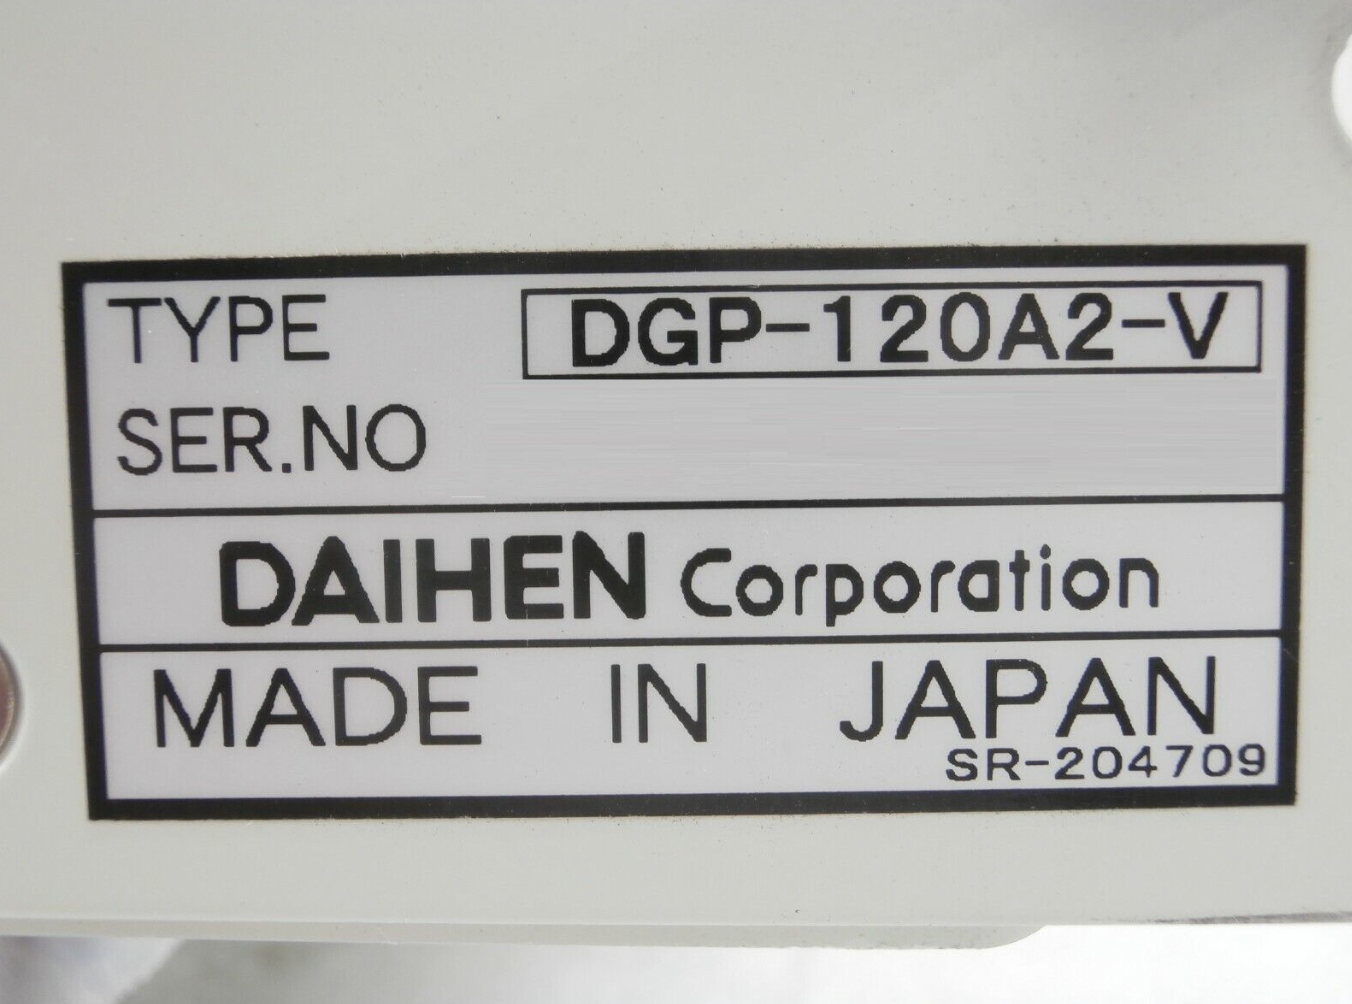 TYPE DGP-120A2-V
SER.NO
DAIHEN Corporation
MADE IN JAPAN
SR-204709